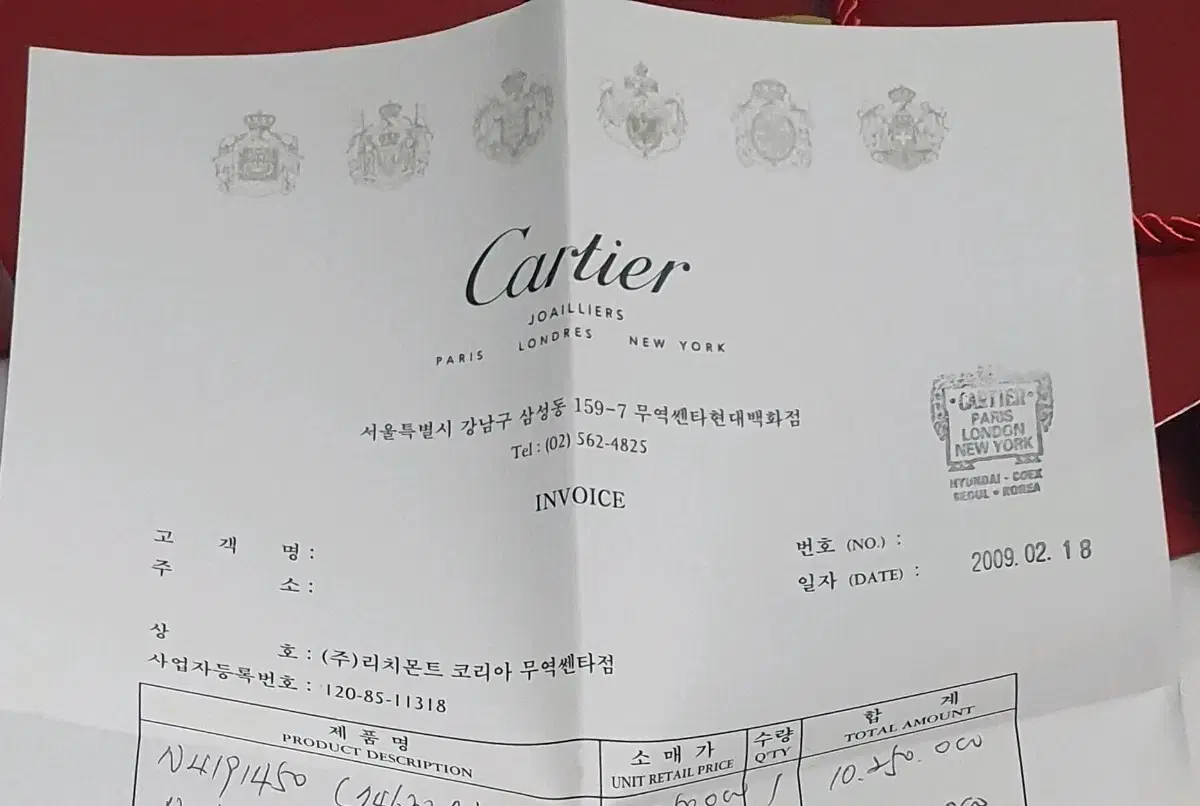 Cartier
JOAILLIERS
PARIS LONDRES NEW YORK
서울특별시 강남구 삼성동 159-7 무역쎈타현대백화점
Tel : (02) 562-4825
CARTIER
PARIS
LONDON
NEW YORK
HYUNDAI - COEX
SEOUL • KOREA
INVOICE
고 객 명 :
주 소 :
번호 (NO.) :
일자 (DATE) : 2009.02.18
상 호 : (주)리치몬트 코리아 무역쎈타점
사업자등록번호 : 120-85-11318
제 품 명
PRODUCT DESCRIPTION
소 매 가
UNIT RETAIL PRICE
수량
Q'TY
합 계
TOTAL AMOUNT
N4191450 1 10.250.000